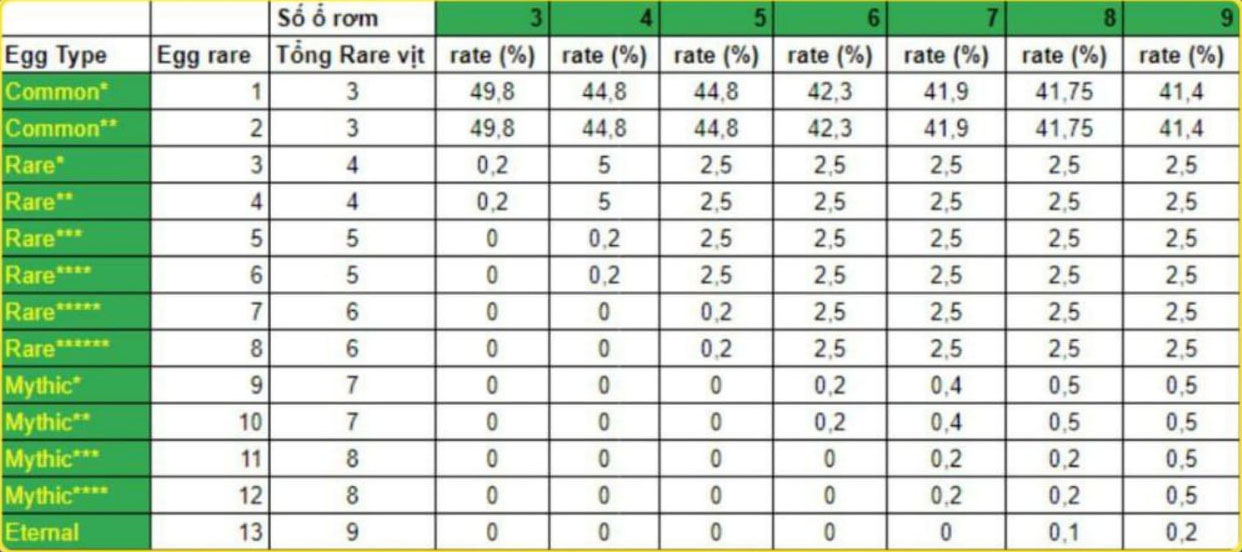 Số ổ rơm 3 4 5 6 7 8 9
Egg Type Egg rare Tổng Rare vịt rate (%) rate (%) rate (%) rate (%) rate (%) rate (%) rate (%)
Common* 1 3 49,8 44,8 44,8 42,3 41,9 41,75 41,4
Common** 2 3 49,8 44,8 44,8 42,3 41,9 41,75 41,4
Rare* 3 4 0,2 5 2,5 2,5 2,5 2,5 2,5
Rare** 4 4 0,2 5 2,5 2,5 2,5 2,5 2,5
Rare*** 5 5 0 0,2 2,5 2,5 2,5 2,5 2,5
Rare**** 6 5 0 0,2 2,5 2,5 2,5 2,5 2,5
Rare***** 7 6 0 0 0,2 2,5 2,5 2,5 2,5
Rare****** 8 6 0 0 0,2 2,5 2,5 2,5 2,5
Mythic* 9 7 0 0 0 0,2 0,4 0,5 0,5
Mythic** 10 7 0 0 0 0,2 0,4 0,5 0,5
Mythic*** 11 8 0 0 0 0 0,2 0,2 0,5
Mythic**** 12 8 0 0 0 0 0,2 0,2 0,5
Eternal 13 9 0 0 0 0 0 0,1 0,2